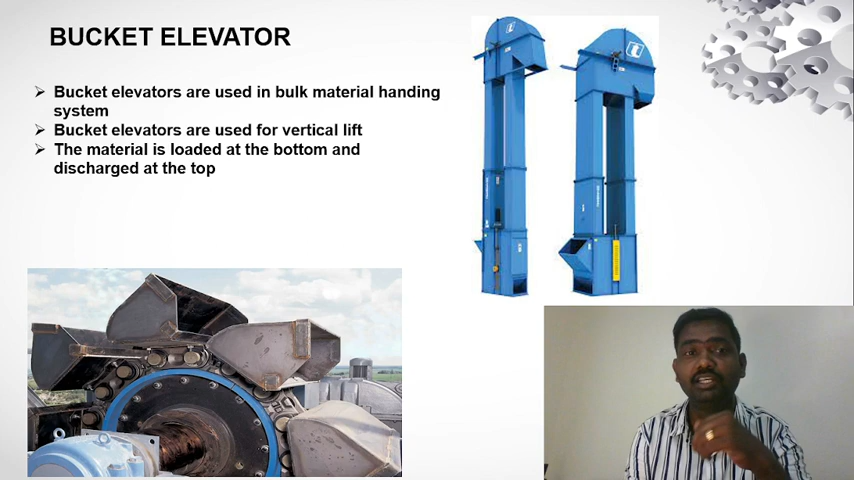 BUCKET ELEVATOR
➢ Bucket elevators are used in bulk material handing
system
➢ Bucket elevators are used for vertical lift
➢ The material is loaded at the bottom and
discharged at the top